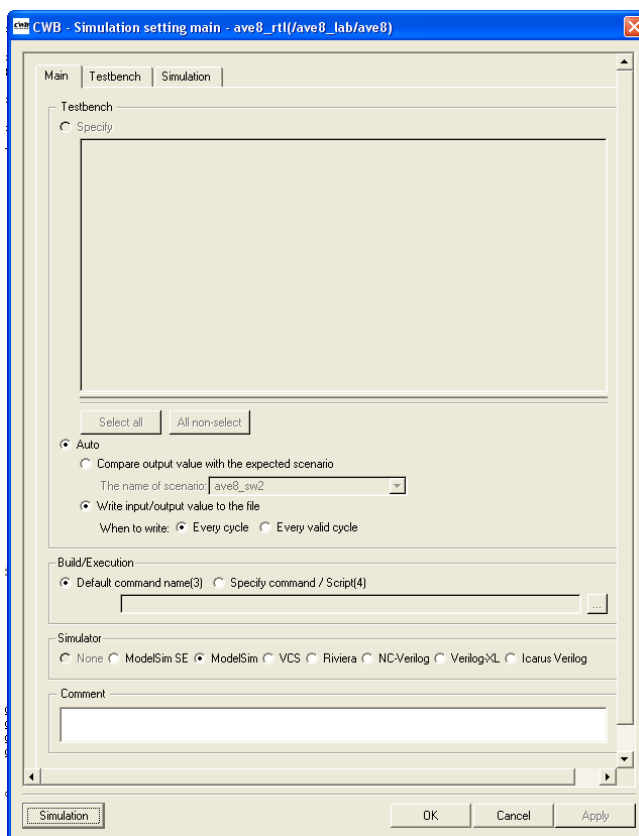 CWB CWB - Simulation setting main - ave8_rtl(/ave8_lab/ave8)
Main Testbench Simulation
Testbench
Specify
Select all All non-select
Auto
Compare output value with the expected scenario
The name of scenario: ave8_sw2
Write input/output value to the file
When to write: Every cycle Every valid cycle
Build/Execution
Default command name(3) Specify command / Script(4)
...
Simulator
None ModelSim SE ModelSim VCS Riviera NC-Verilog Verilog-XL Icarus Verilog
Comment
Simulation OK Cancel Apply